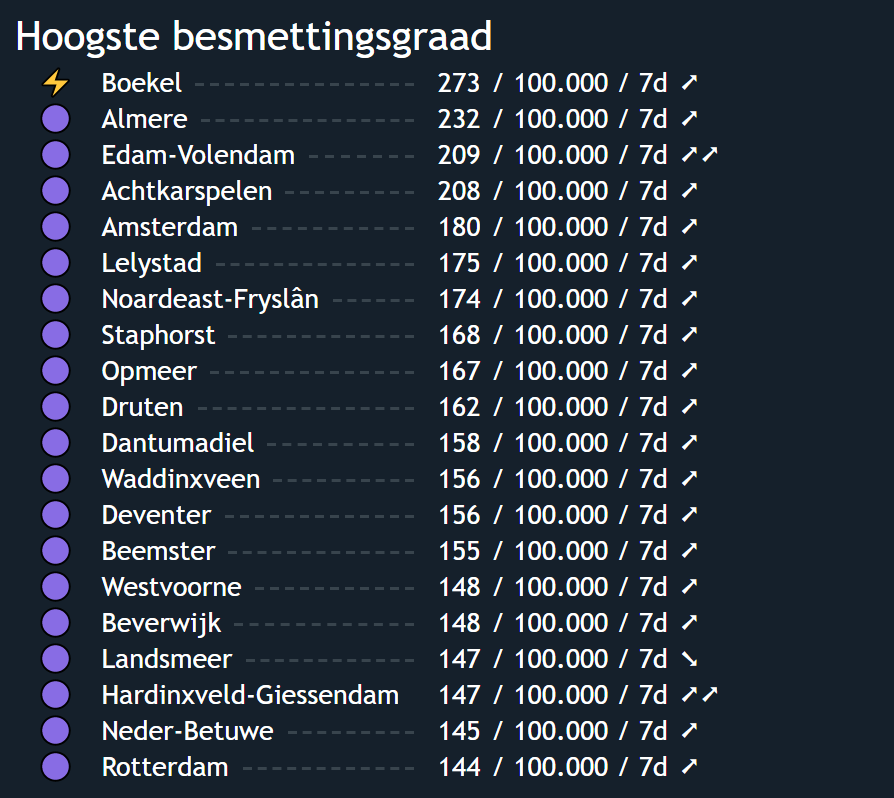 Hoogste besmettingsgraad
Boekel 273 / 100.000 / 7d ➚
Almere 232 / 100.000 / 7d ➚
Edam-Volendam 209 / 100.000 / 7d ➚➚
Achtkarspelen 208 / 100.000 / 7d ➚
Amsterdam 180 / 100.000 / 7d ➚
Lelystad 175 / 100.000 / 7d ➚
Noardeast-Fryslân 174 / 100.000 / 7d ➚
Staphorst 168 / 100.000 / 7d ➚
Opmeer 167 / 100.000 / 7d ➚
Druten 162 / 100.000 / 7d ➚
Dantumadiel 158 / 100.000 / 7d ➚
Waddinxveen 156 / 100.000 / 7d ➚
Deventer 156 / 100.000 / 7d ➚
Beemster 155 / 100.000 / 7d ➚
Westvoorne 148 / 100.000 / 7d ➚
Beverwijk 148 / 100.000 / 7d ➚
Landsmeer 147 / 100.000 / 7d ➘
Hardinxveld-Giessendam 147 / 100.000 / 7d ➚➚
Neder-Betuwe 145 / 100.000 / 7d ➚
Rotterdam 144 / 100.000 / 7d ➚